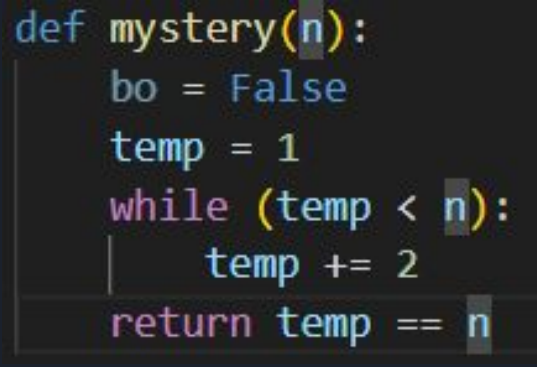 def mystery(n):
    bo = False
    temp = 1
    while (temp < n):
        temp += 2
    return temp == n